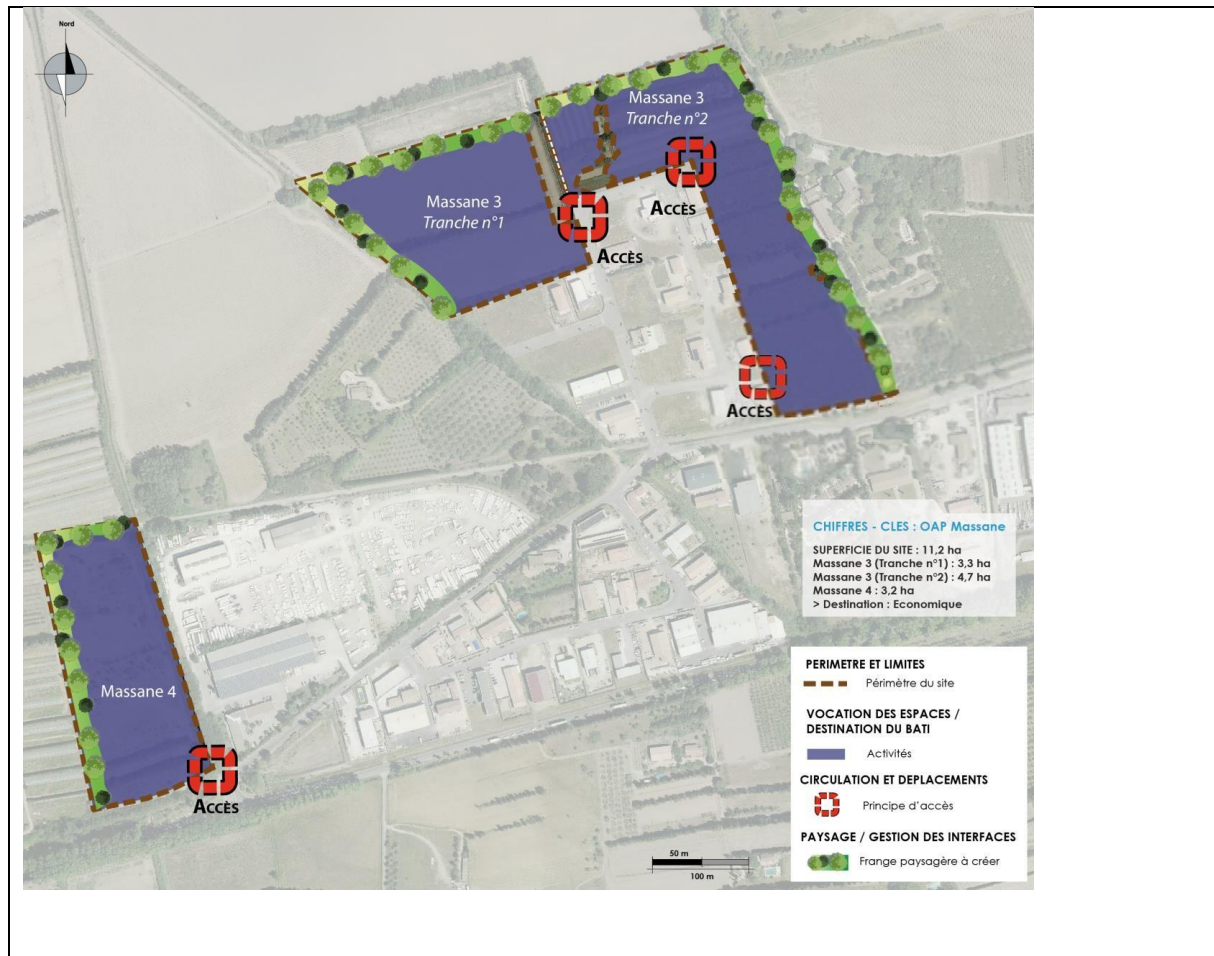 Nord
Massane 3
Tranche n°2
Massane 3
Tranche n°1
ACCÈS
ACCÈS
ACCÈS
CHIFFRES - CLES : OAP Massane
SUPERFICIE DU SITE : 11,2 ha
Massane 3 (Tranche n°1) : 3,3 ha
Massane 3 (Tranche n°2) : 4,7 ha
Massane 4 : 3,2 ha
> Destination : Economique
Massane 4
ACCÈS
PERIMETRE ET LIMITES
Périmètre du site
VOCATION DES ESPACES /
DESTINATION DU BATI
Activités
CIRCULATION ET DEPLACEMENTS
Principe d'accès
PAYSAGE / GESTION DES INTERFACES
Frange paysagère à créer
50 m
100 m